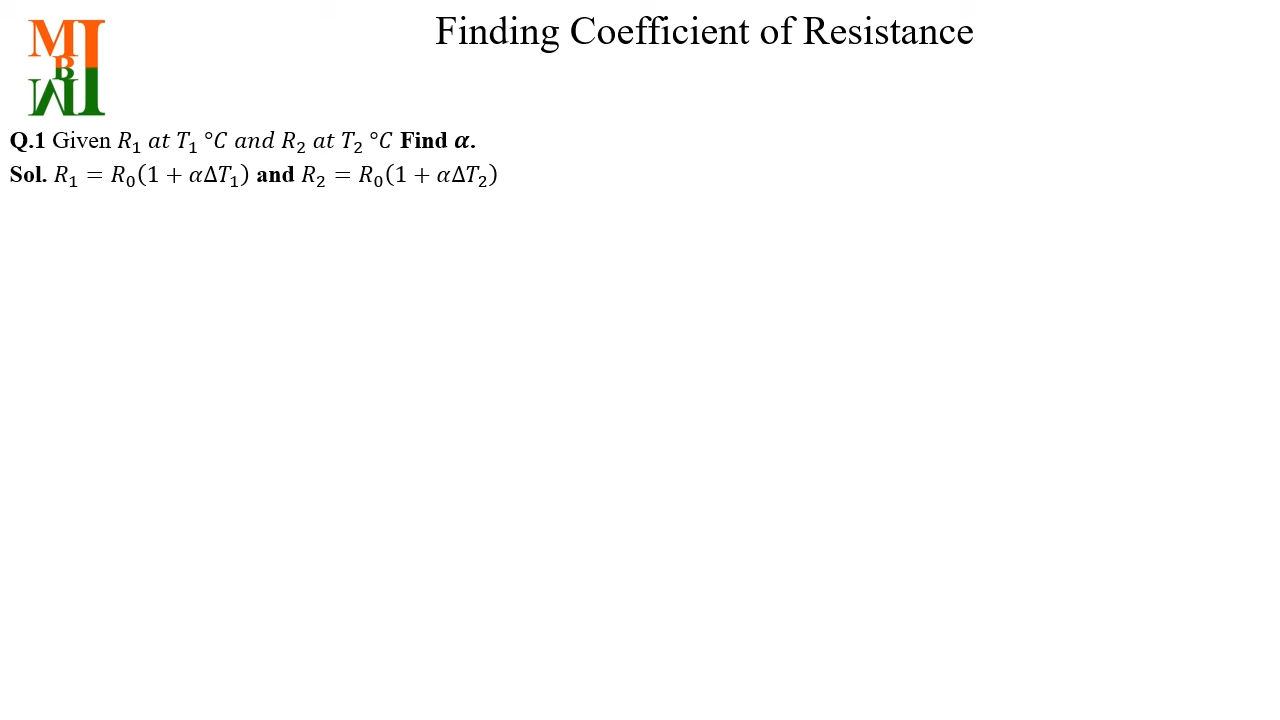 Finding Coefficient of Resistance
M I
B
M
Q.1 Given R₁ at T₁ °C and R₂ at T₂ °C Find α.
Sol. R₁ = R₀(1 + αΔT₁) and R₂ = R₀(1 + αΔT₂)